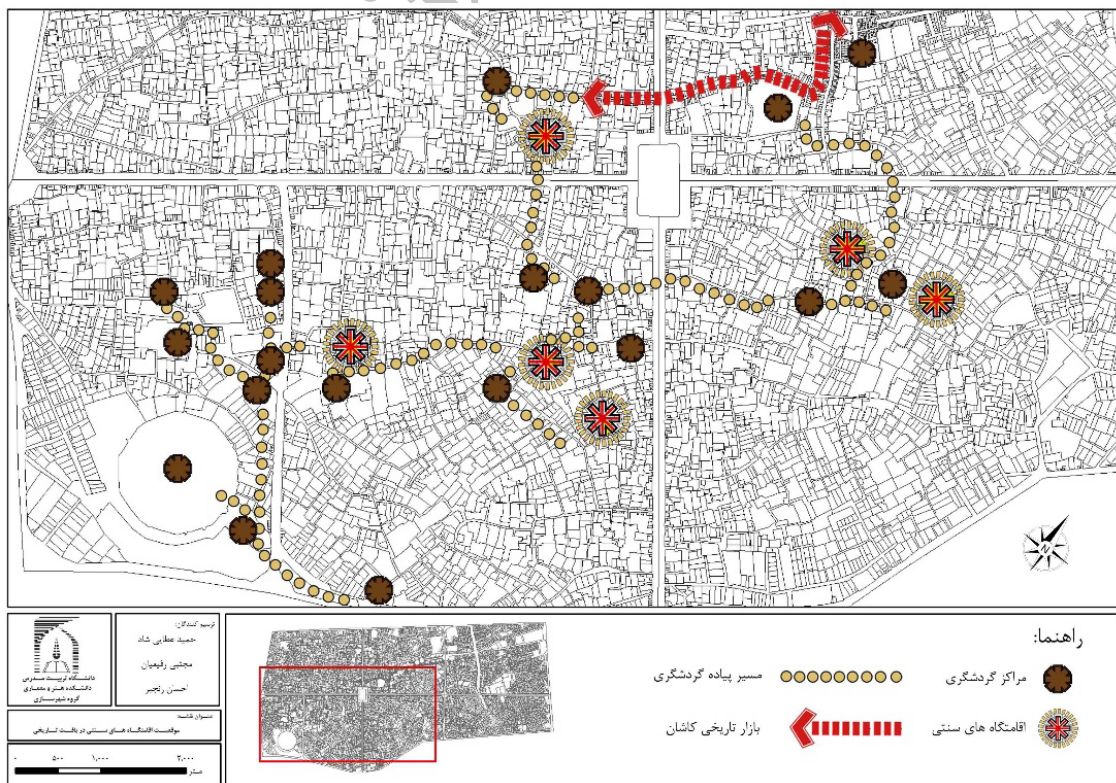 راهنما:
مراکز گردشگری
مسیر پیاده گردشگری
اقامتگاه های سنتی
بازار تاریخی کاشان
ترسیم کنندگان:
حمید عطایی شاد
مجتبی رفیعیان
احسان رنجبر
دانشگاه تربیت مدرس
دانشکده هنر و معماری
گروه شهرسازی
عنوان نقشه:
موقعیت اقامتگاه های سنتی در بافت تاریخی
۰ ۵۰۰ ۱,۰۰۰ ۲,۰۰۰
متر
N